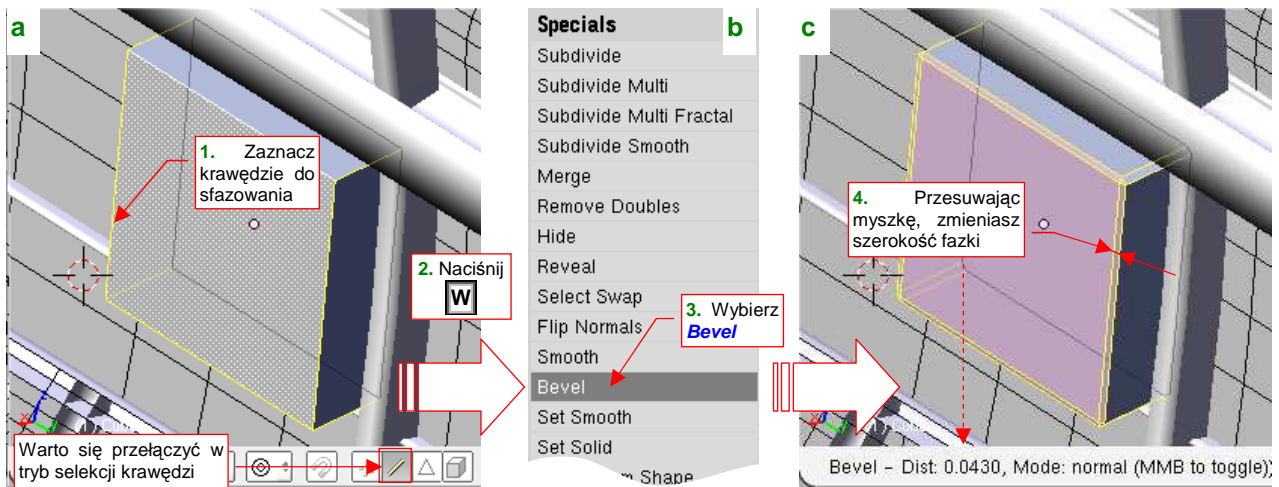 a
1. Zaznacz
krawędzie do
sfazowania
Warto się przełączyć w
tryb selekcji krawędzi
2. Naciśnij
W
b
Specials
Subdivide
Subdivide Multi
Subdivide Multi Fractal
Subdivide Smooth
Merge
Remove Doubles
Hide
Reveal
Select Swap
Flip Normals
Smooth
Bevel
Set Smooth
Set Solid
Shape
3. Wybierz
Bevel
c
4. Przesuwając
myszkę, zmieniasz
szerokość fazki
Bevel - Dist: 0.0430, Mode: normal (MMB to toggle))